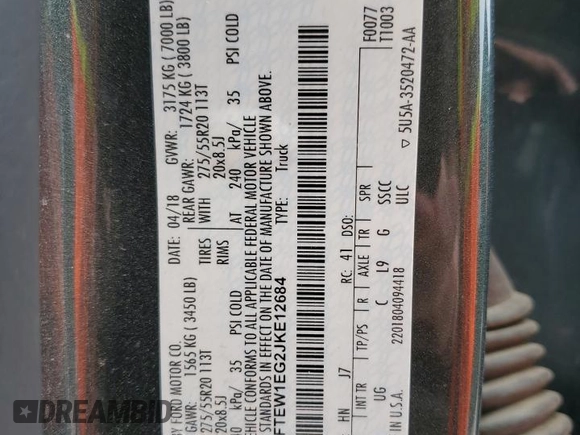 BY FORD MOTOR CO.
DATE: 04/18 GVWR: 3175 KG ( 7000 LB)
1565 KG ( 3450 LB) REAR GAWR: 1724 KG ( 3800 LB)
275/55R20 113T TIRES WITH 275/55R20 113T
20x8.5J RIMS 20x8.5J
kPa/ 35 PSI COLD AT 240 kPa/ 35 PSI COLD
VEHICLE CONFORMS TO ALL APPLICABLE FEDERAL MOTOR VEHICLE
STANDARDS IN EFFECT ON THE DATE OF MANUFACTURE SHOWN ABOVE.
FTEW1EG2JKE12684 TYPE: Truck
F0077
T1003
HN J7 RC: 41 DSO:
INT TR TP/PS R AXLE TR SPR
UG C L9 G SSCC
ULC
IN U.S.A. 2201804094418 ▽ 5U5A-3520472-AA
DREAMBID